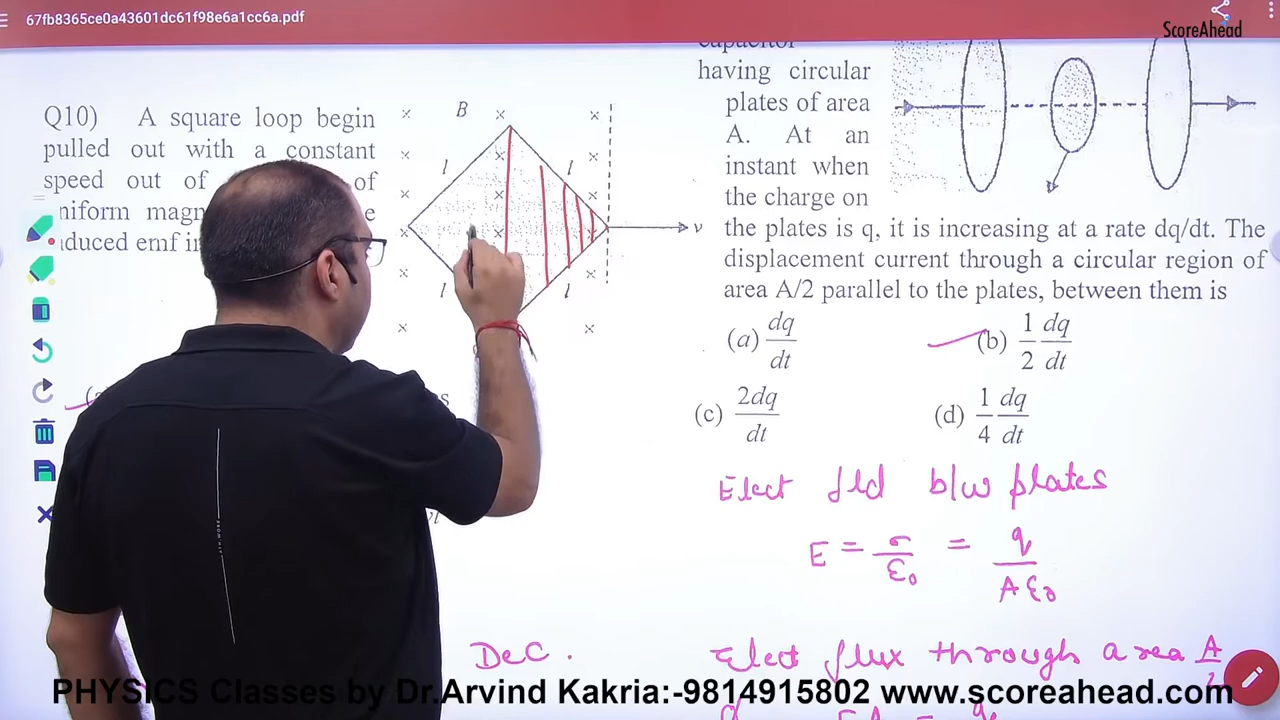 67fb8365ce0a43601dc61f98e6a1cc6a.pdf
ScoreAhead
Q10) A square loop begin
pulled out with a constant
speed out of of
uniform
induced emf
B
l
l
l
l
v
capacitor
having circular
plates of area
A. At an
instant when
the charge on
the plates is q, it is increasing at a rate dq/dt. The
displacement current through a circular region of
area A/2 parallel to the plates, between them is
(a) dq/dt
(b) 1/2 dq/dt
(c) 2dq/dt
(d) 1/4 dq/dt
Elect fld b/w plates
E = σ/ε₀ = q/Aε₀
Dec.
Elect flux through area
PHYSICS Classes by Dr.Arvind Kakria:-9814915802 www.scoreahead.com